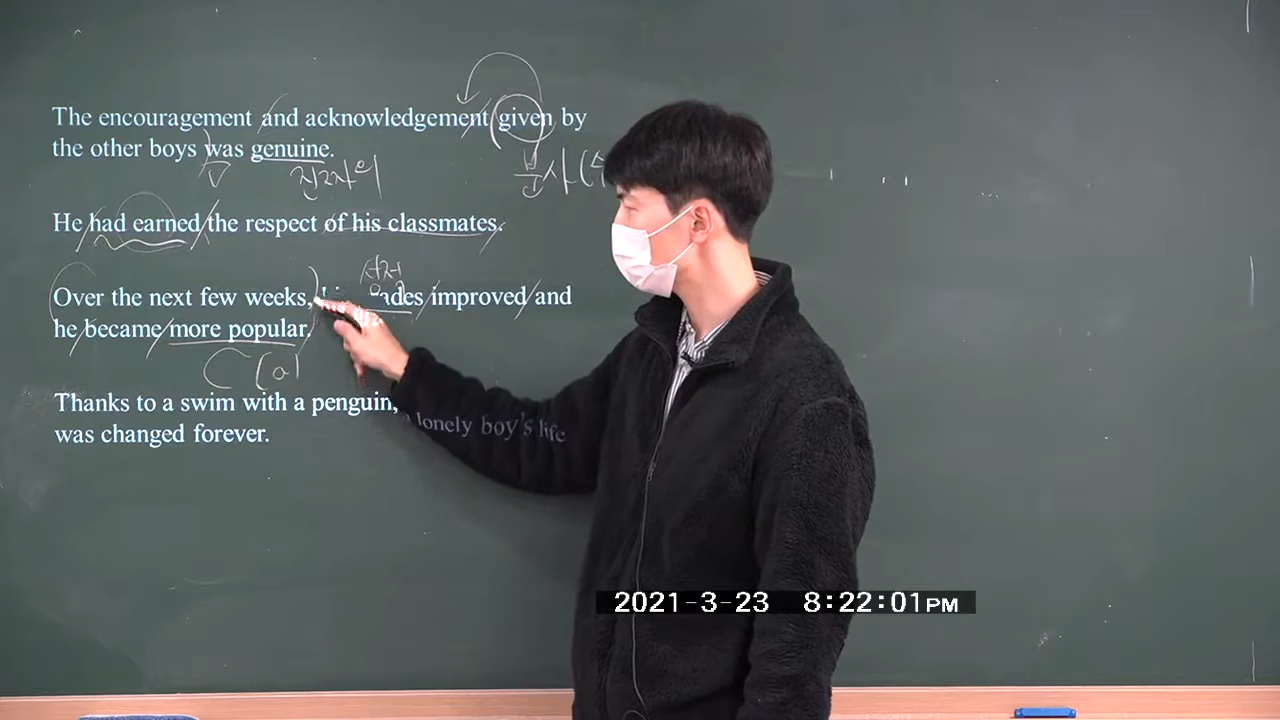 The encouragement and acknowledgement given by
the other boys was genuine.
진짜의
분사
He had earned the respect of his classmates.
성적
Over the next few weeks, his grades improved and
he became more popular.
C (a)
Thanks to a swim with a penguin, a lonely boy's life
was changed forever.
2021-3-23 8:22:01PM